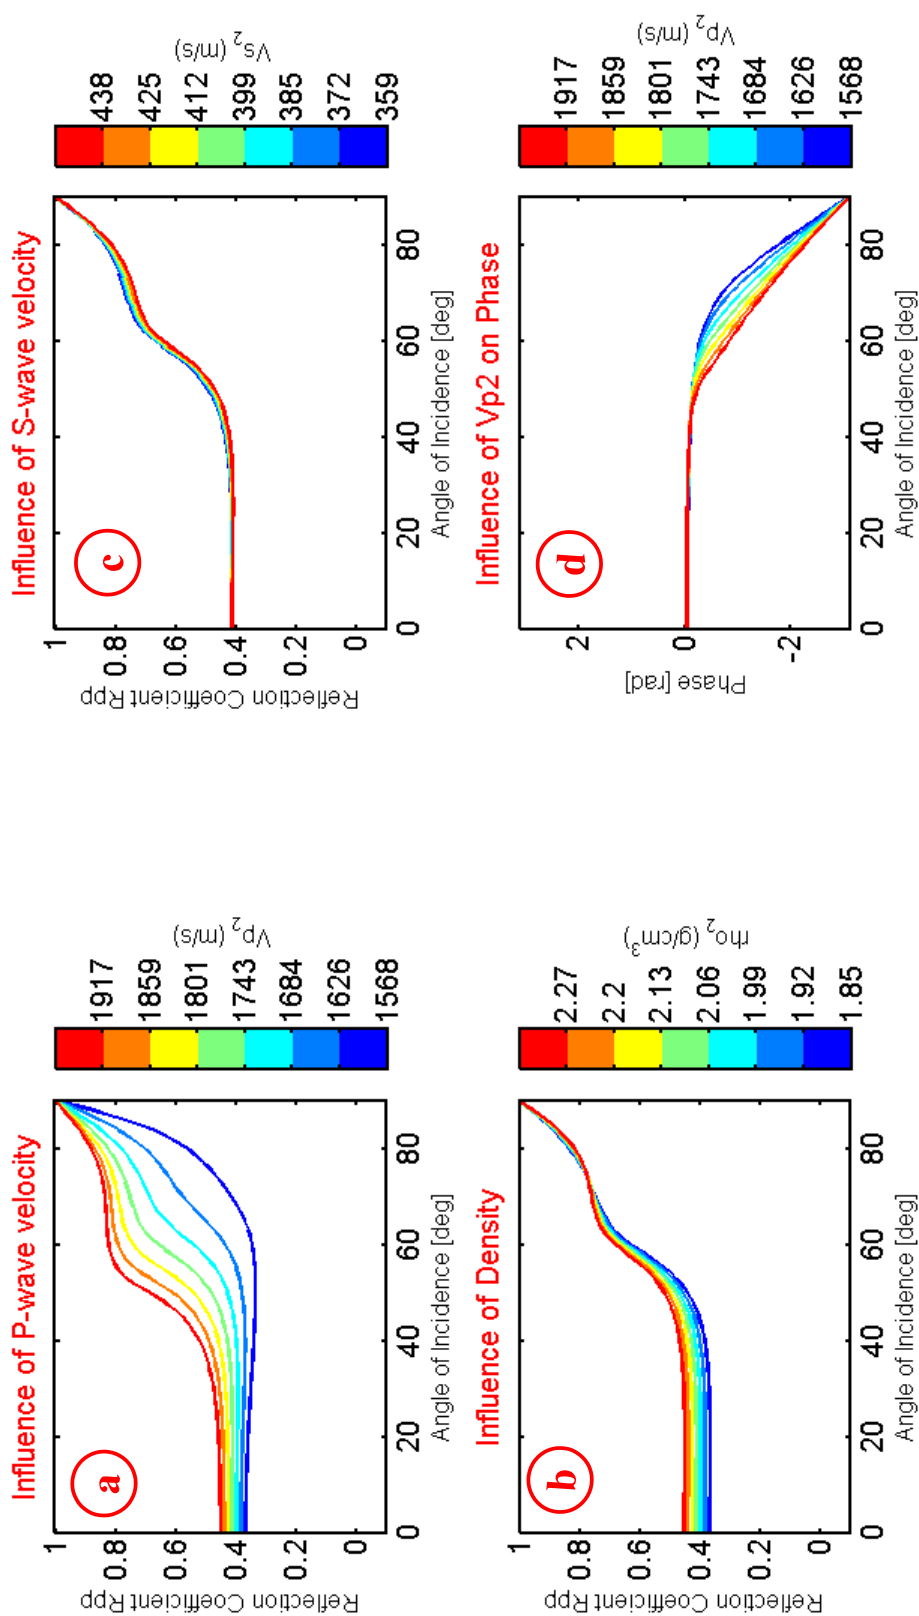 Influence of P-wave velocity
a
1
0.8
0.6
0.4
0.2
0
Reflection Coefficient Rpp
0 20 40 60 80
Angle of Incidence [deg]
1917
1859
1801
1743
1684
1626
1568
Vp2 (m/s)
Influence of S-wave velocity
c
1
0.8
0.6
0.4
0.2
0
Reflection Coefficient Rpp
0 20 40 60 80
Angle of Incidence [deg]
438
425
412
399
385
372
359
Vs2 (m/s)
Influence of Density
b
1
0.8
0.6
0.4
0.2
0
Reflection Coefficient Rpp
0 20 40 60 80
Angle of Incidence [deg]
2.27
2.2
2.13
2.06
1.99
1.92
1.85
rho2 (g/cm3)
Influence of Vp2 on Phase
d
2
0
-2
Phase [rad]
0 20 40 60 80
Angle of Incidence [deg]
1917
1859
1801
1743
1684
1626
1568
Vp2 (m/s)